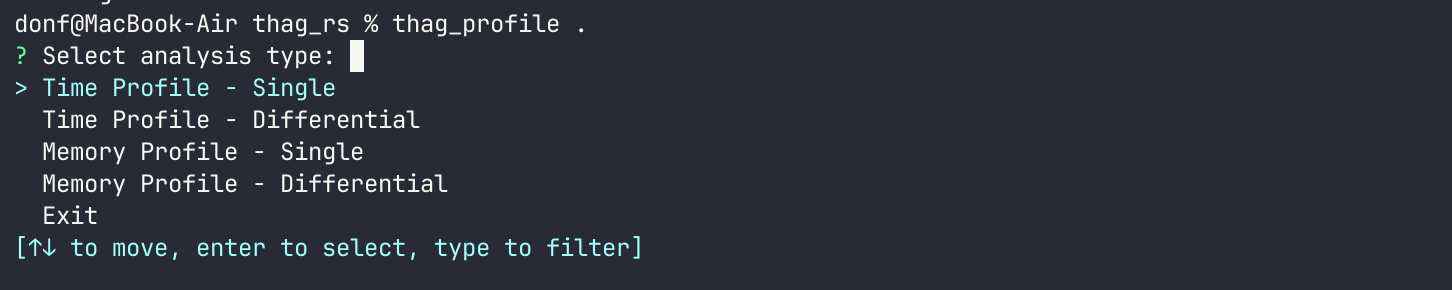 donf@MacBook-Air thag_rs % thag_profile .
? Select analysis type:
> Time Profile - Single
Time Profile - Differential
Memory Profile - Single
Memory Profile - Differential
Exit
[↑↓ to move, enter to select, type to filter]